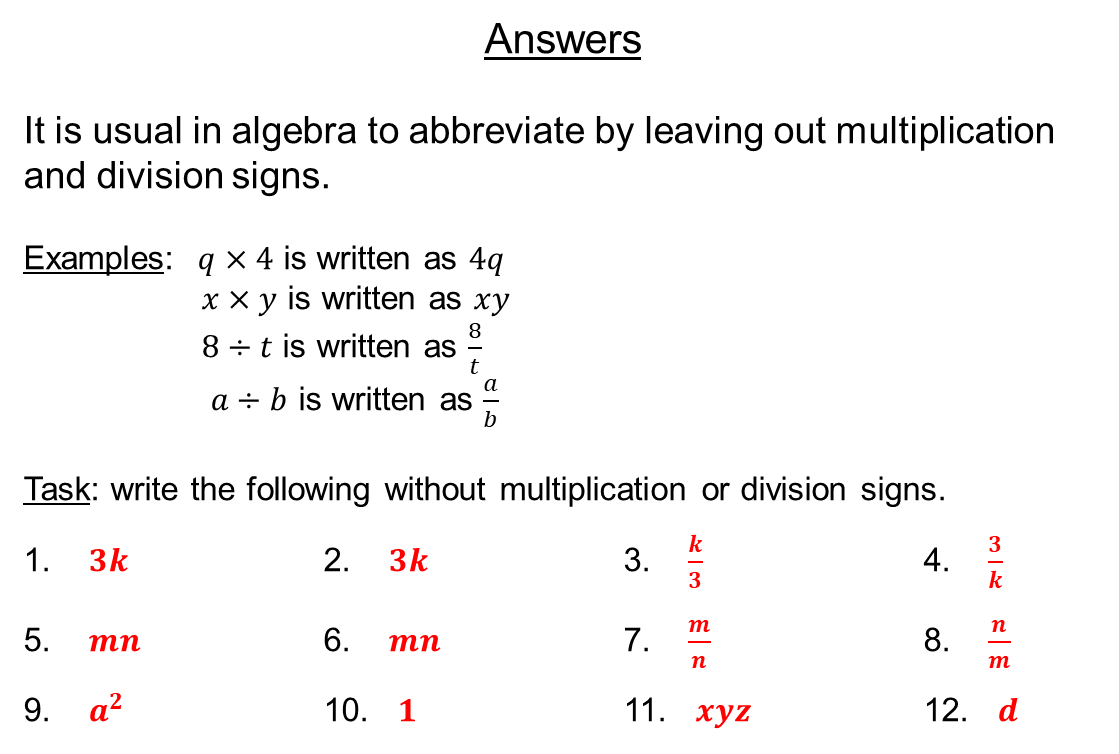 Answers
It is usual in algebra to abbreviate by leaving out multiplication
and division signs.
Examples: q × 4 is written as 4q
x × y is written as xy
8 ÷ t is written as 8/t
a ÷ b is written as a/b
Task: write the following without multiplication or division signs.
1. 3k 2. 3k 3. k/3 4. 3/k
5. mn 6. mn 7. m/n 8. n/m
9. a² 10. 1 11. xyz 12. d